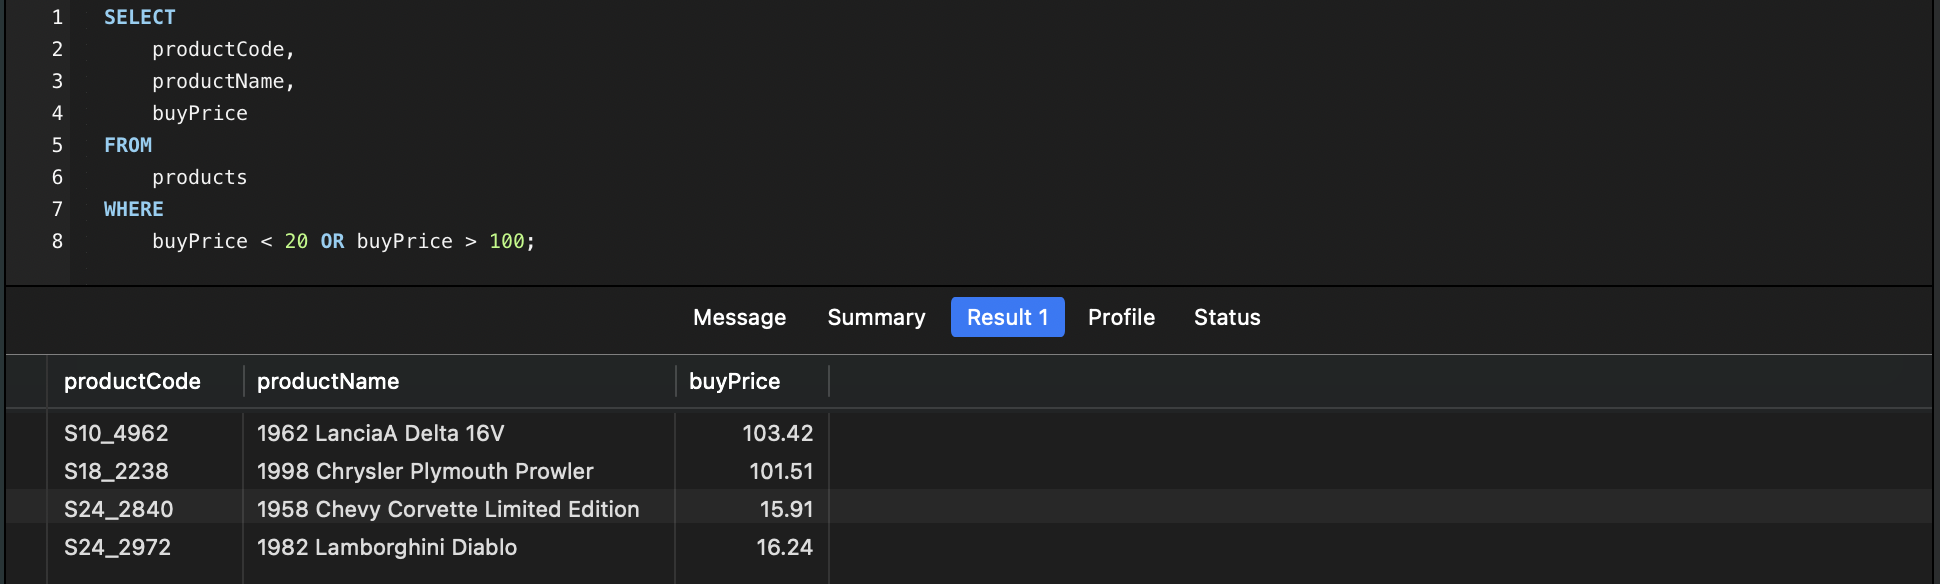 1 SELECT
2 productCode,
3 productName,
4 buyPrice
5 FROM
6 products
7 WHERE
8 buyPrice < 20 OR buyPrice > 100;
Message Summary Result 1 Profile Status
productCode productName buyPrice
S10_4962 1962 LanciaA Delta 16V 103.42
S18_2238 1998 Chrysler Plymouth Prowler 101.51
S24_2840 1958 Chevy Corvette Limited Edition 15.91
S24_2972 1982 Lamborghini Diablo 16.24